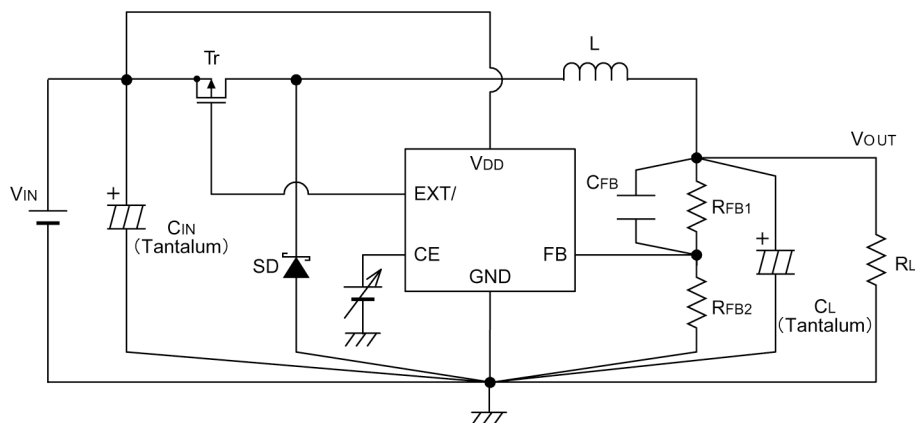 Tr
L
VDD
VOUT
VIN
+
CIN
(Tantalum)
EXT/
CE
FB
GND
SD
CFB
RFB1
RFB2
+
CL
(Tantalum)
RL